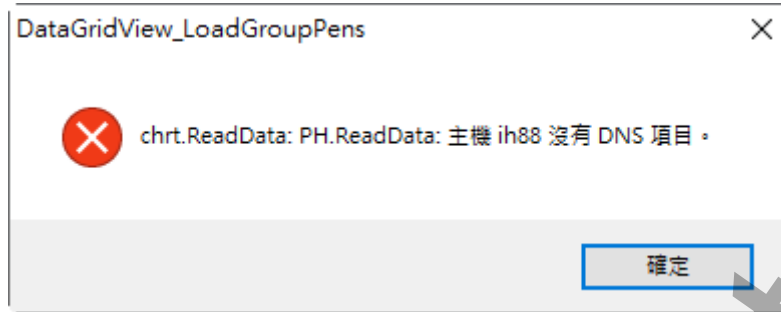 DataGridView_LoadGroupPens
chrt.ReadData: PH.ReadData: 主機 ih88 沒有 DNS 項目。
確定